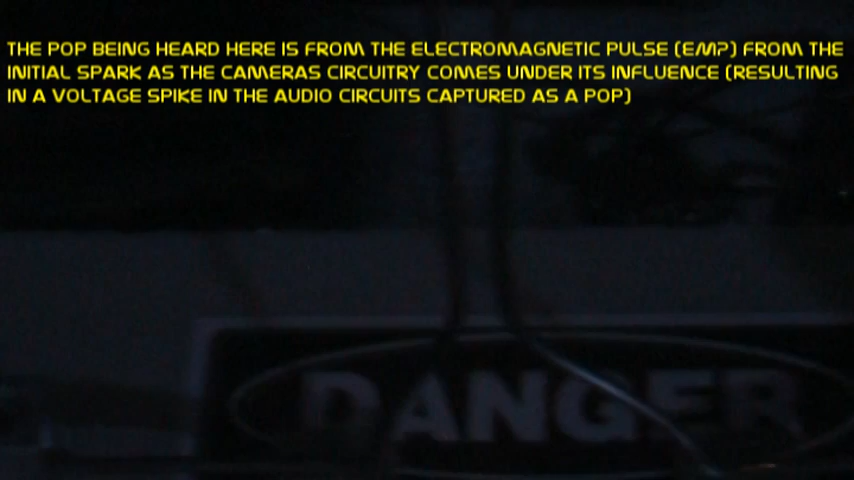 THE POP BEING HEARD HERE IS FROM THE ELECTROMAGNETIC PULSE (EMP) FROM THE
INITIAL SPARK AS THE CAMERAS CIRCUITRY COMES UNDER ITS INFLUENCE (RESULTING
IN A VOLTAGE SPIKE IN THE AUDIO CIRCUITS CAPTURED AS A POP)
DANGER